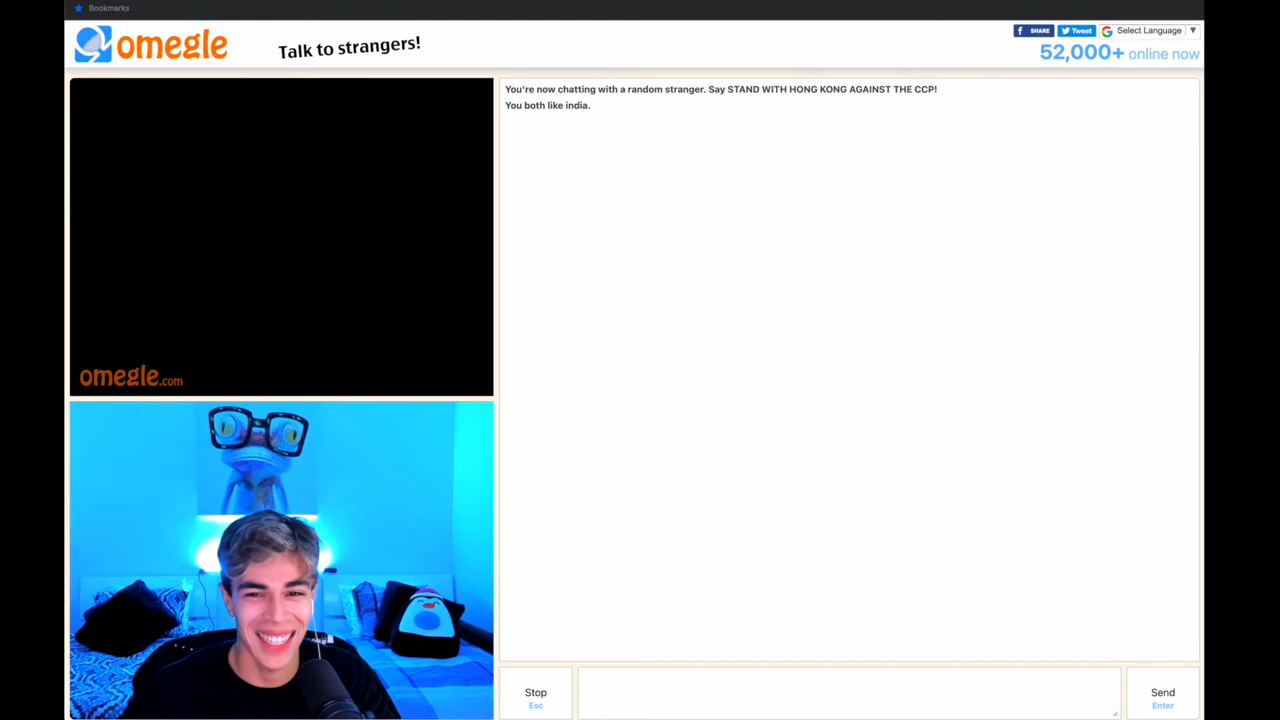 Bookmarks
omegle
Talk to strangers!
SHARE
Tweet
Select Language
52,000+ online now
You're now chatting with a random stranger. Say STAND WITH HONG KONG AGAINST THE CCP!
You both like india.
omegle.com
Stop
Esc
Send
Enter